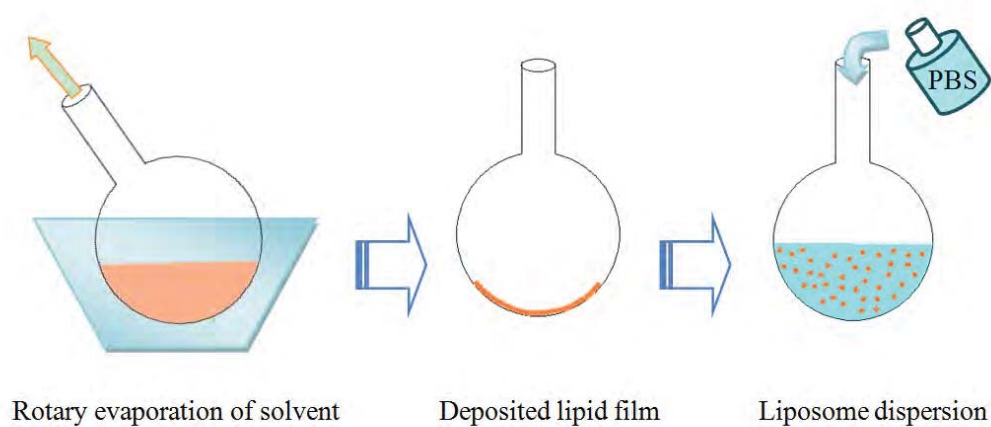 PBS
Rotary evaporation of solvent
Deposited lipid film
Liposome dispersion